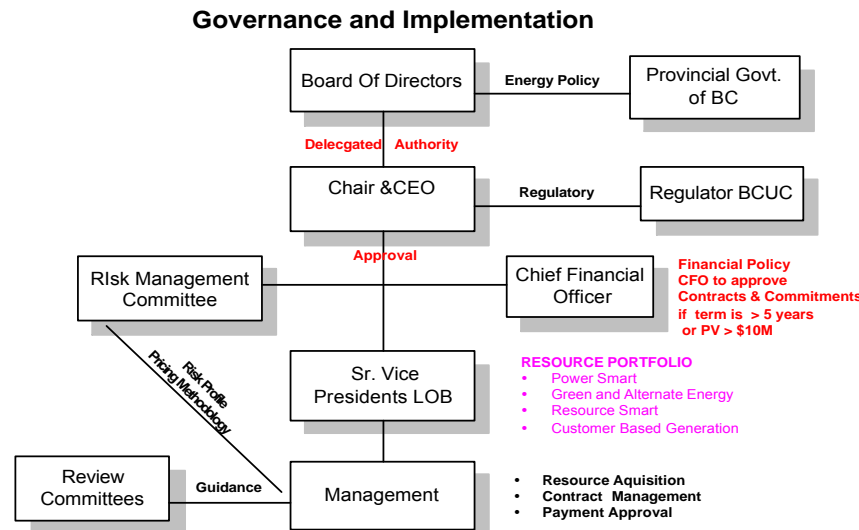 Governance and Implementation
Board Of Directors
Energy Policy
Provincial Govt.
of BC
Delecgated Authority
Chair &CEO
Regulatory
Regulator BCUC
Approval
RIsk Management
Committee
Chief Financial
Officer
Financial Policy
CFO to approve
Contracts & Commitments
if term is > 5 years
or PV > $10M
Risk Profile
Pricing Methodology
Sr. Vice
Presidents LOB
RESOURCE PORTFOLIO
• Power Smart
• Green and Alternate Energy
• Resource Smart
• Customer Based Generation
Review
Committees
Guidance
Management
• Resource Aquisition
• Contract Management
• Payment Approval